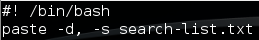 #! /bin/bash
paste -d, -s search-list.txt